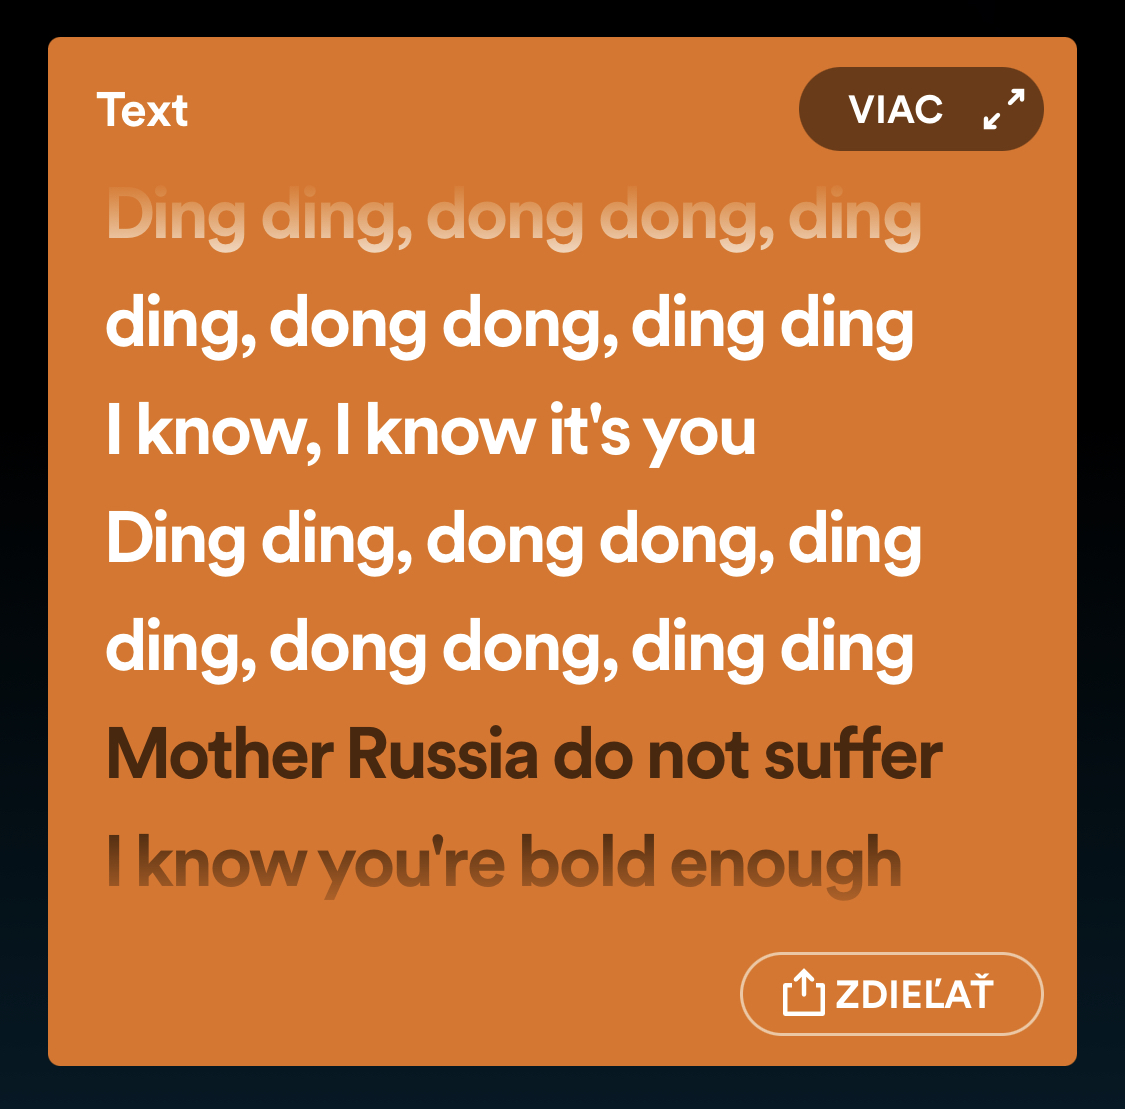 Text
VIAC
Ding ding, dong dong, ding
ding, dong dong, ding ding
I know, I know it's you
Ding ding, dong dong, ding
ding, dong dong, ding ding
Mother Russia do not suffer
I know you're bold enough
ZDIEĽAŤ